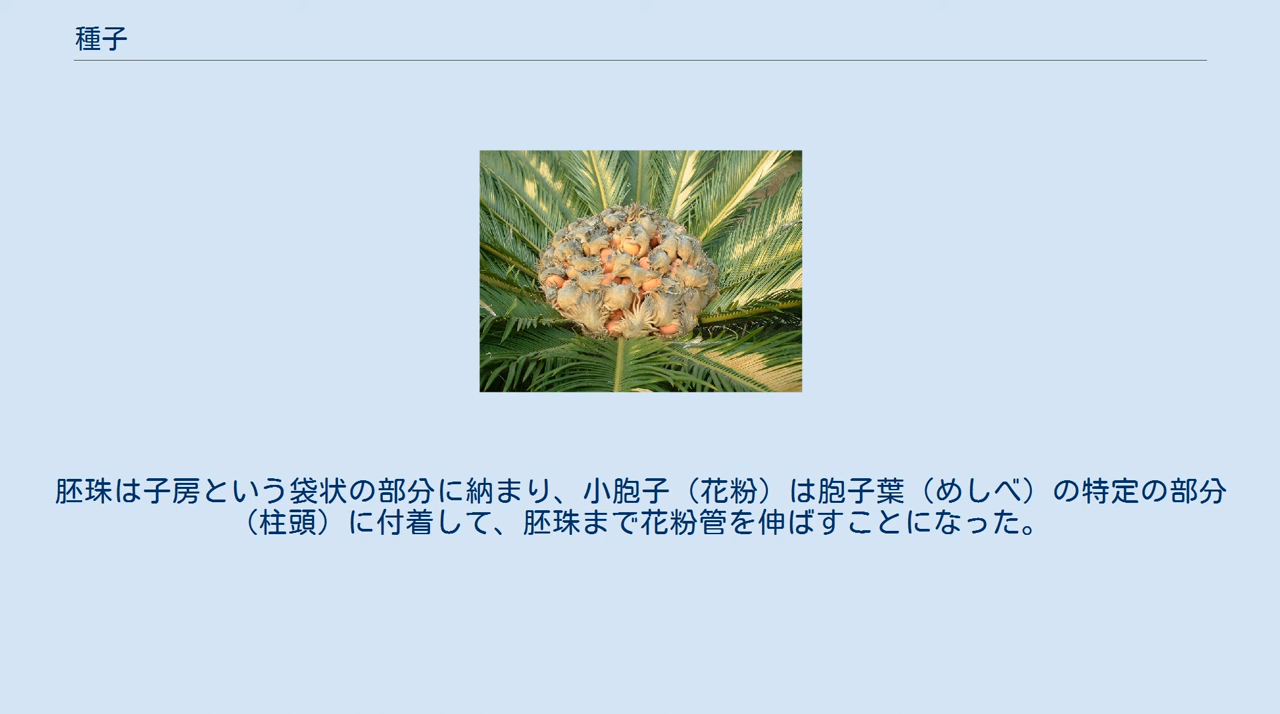 種子
胚珠は子房という袋状の部分に納まり、小胞子（花粉）は胞子葉（めしべ）の特定の部分
（柱頭）に付着して、胚珠まで花粉管を伸ばすことになった。